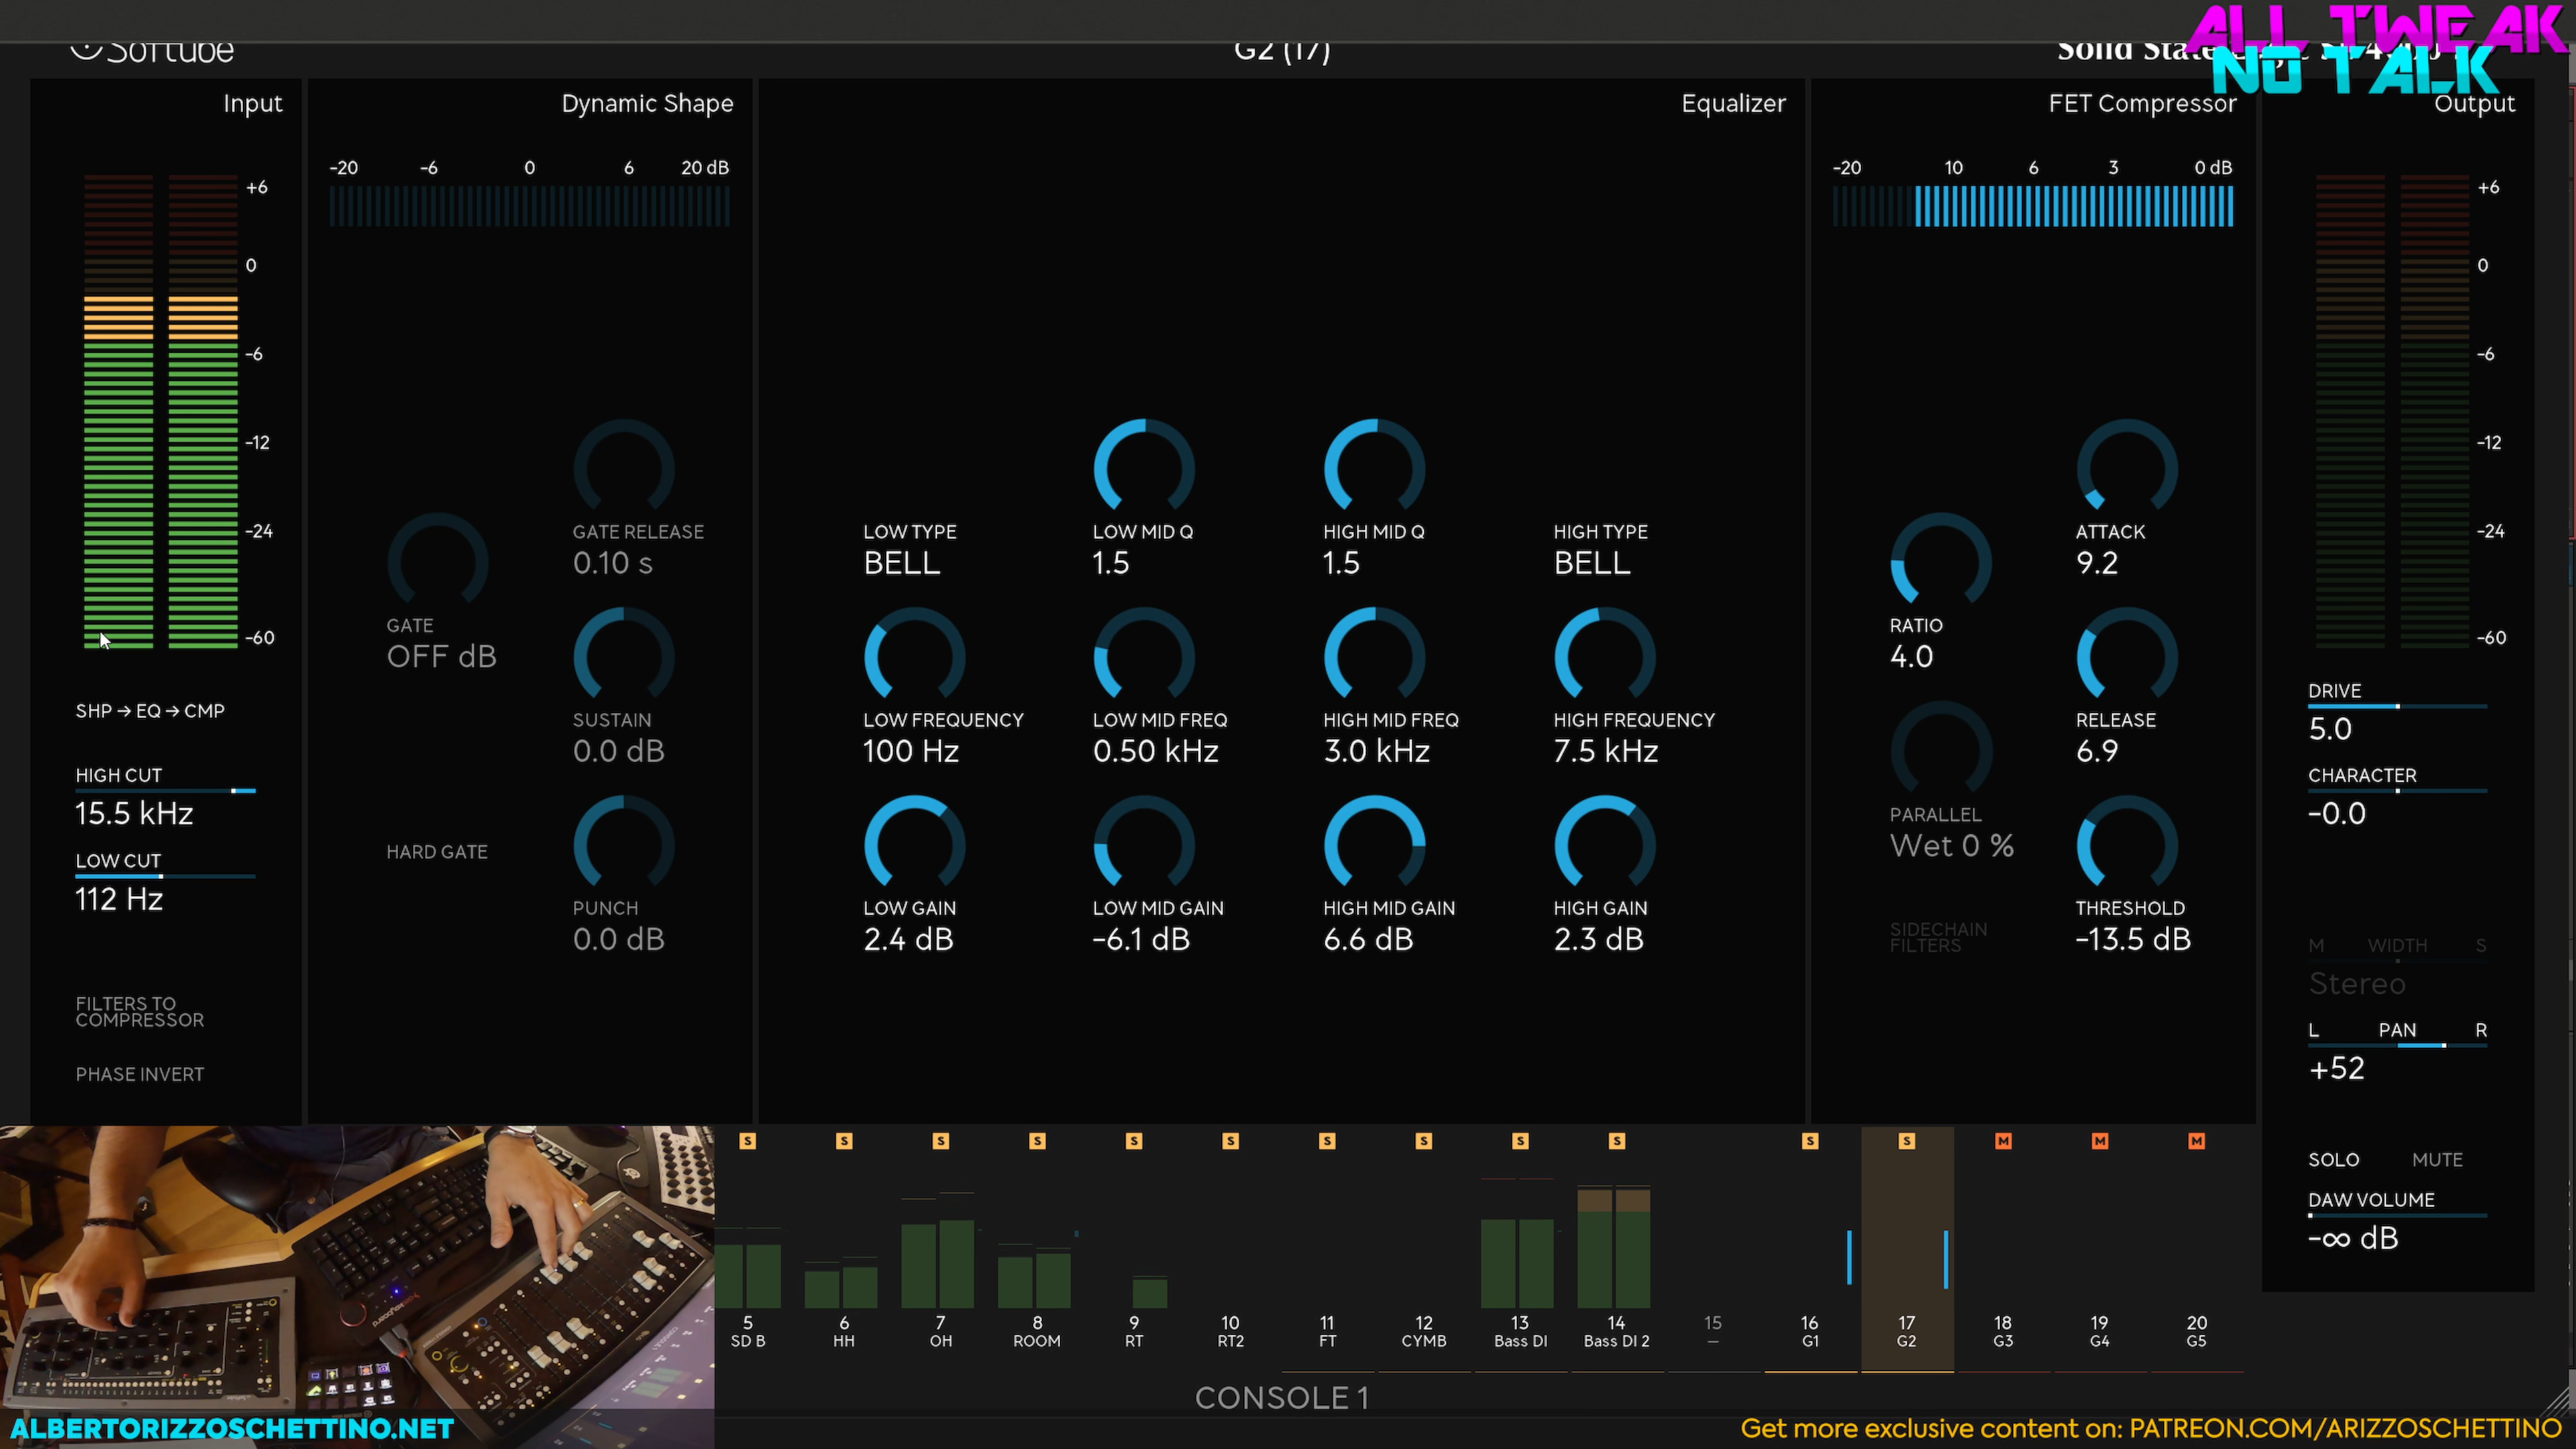 Softube
G2 (17)
Solid State
ALL TWEAK
NO TALK
Input
Dynamic Shape
Equalizer
FET Compressor
Output
-20 -6 0 6 20 dB
-20 10 6 3 0 dB
+6
0
-6
-12
-24
-60
+6
0
-6
-12
-24
-60
SHP → EQ → CMP
HIGH CUT
15.5 kHz
LOW CUT
112 Hz
FILTERS TO
COMPRESSOR
PHASE INVERT
GATE
OFF dB
HARD GATE
GATE RELEASE
0.10 s
SUSTAIN
0.0 dB
PUNCH
0.0 dB
LOW TYPE
BELL
LOW MID Q
1.5
HIGH MID Q
1.5
HIGH TYPE
BELL
LOW FREQUENCY
100 Hz
LOW MID FREQ
0.50 kHz
HIGH MID FREQ
3.0 kHz
HIGH FREQUENCY
7.5 kHz
LOW GAIN
2.4 dB
LOW MID GAIN
-6.1 dB
HIGH MID GAIN
6.6 dB
HIGH GAIN
2.3 dB
RATIO
4.0
PARALLEL
Wet 0 %
SIDECHAIN
FILTERS
ATTACK
9.2
RELEASE
6.9
THRESHOLD
-13.5 dB
DRIVE
5.0
CHARACTER
-0.0
M WIDTH S
Stereo
L PAN R
+52
SOLO MUTE
DAW VOLUME
-∞ dB
S S S S S S S S S S S S M M M
5 6 7 8 9 10 11 12 13 14 15 16 17 18 19 20
SD B HH OH ROOM RT RT2 FT CYMB Bass DI Bass DI 2 — G1 G2 G3 G4 G5
CONSOLE 1
ALBERTORIZZOSCHETTINO.NET
Get more exclusive content on: PATREON.COM/ARIZZOSCHETTINO